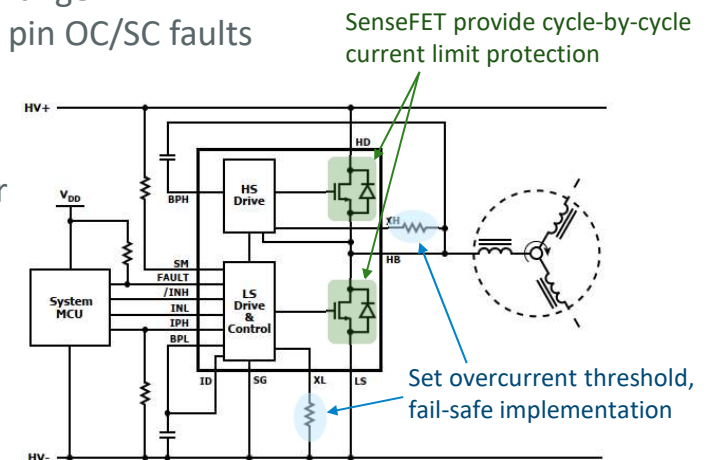 pin OC/SC faults
SenseFET provide cycle-by-cycle
current limit protection
HV+
HD
VDD
BPH
HS
Drive
XH
HB
SM
FAULT
/INH
INL
IPH
BPL
System
MCU
LS
Drive
&
Control
ID
SG
XL
LS
Set overcurrent threshold,
fail-safe implementation
HV-